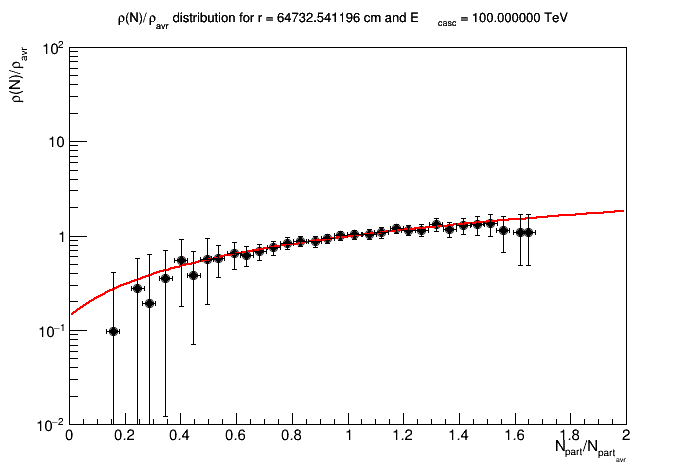 ρ(N)/ρavr distribution for r = 64732.541196 cm and E casc = 100.000000 TeV
ρ(N)/ρavr
10²
10
1
10⁻¹
10⁻²
0 0.2 0.4 0.6 0.8 1 1.2 1.4 1.6 1.8 2
Npart/Npartavr